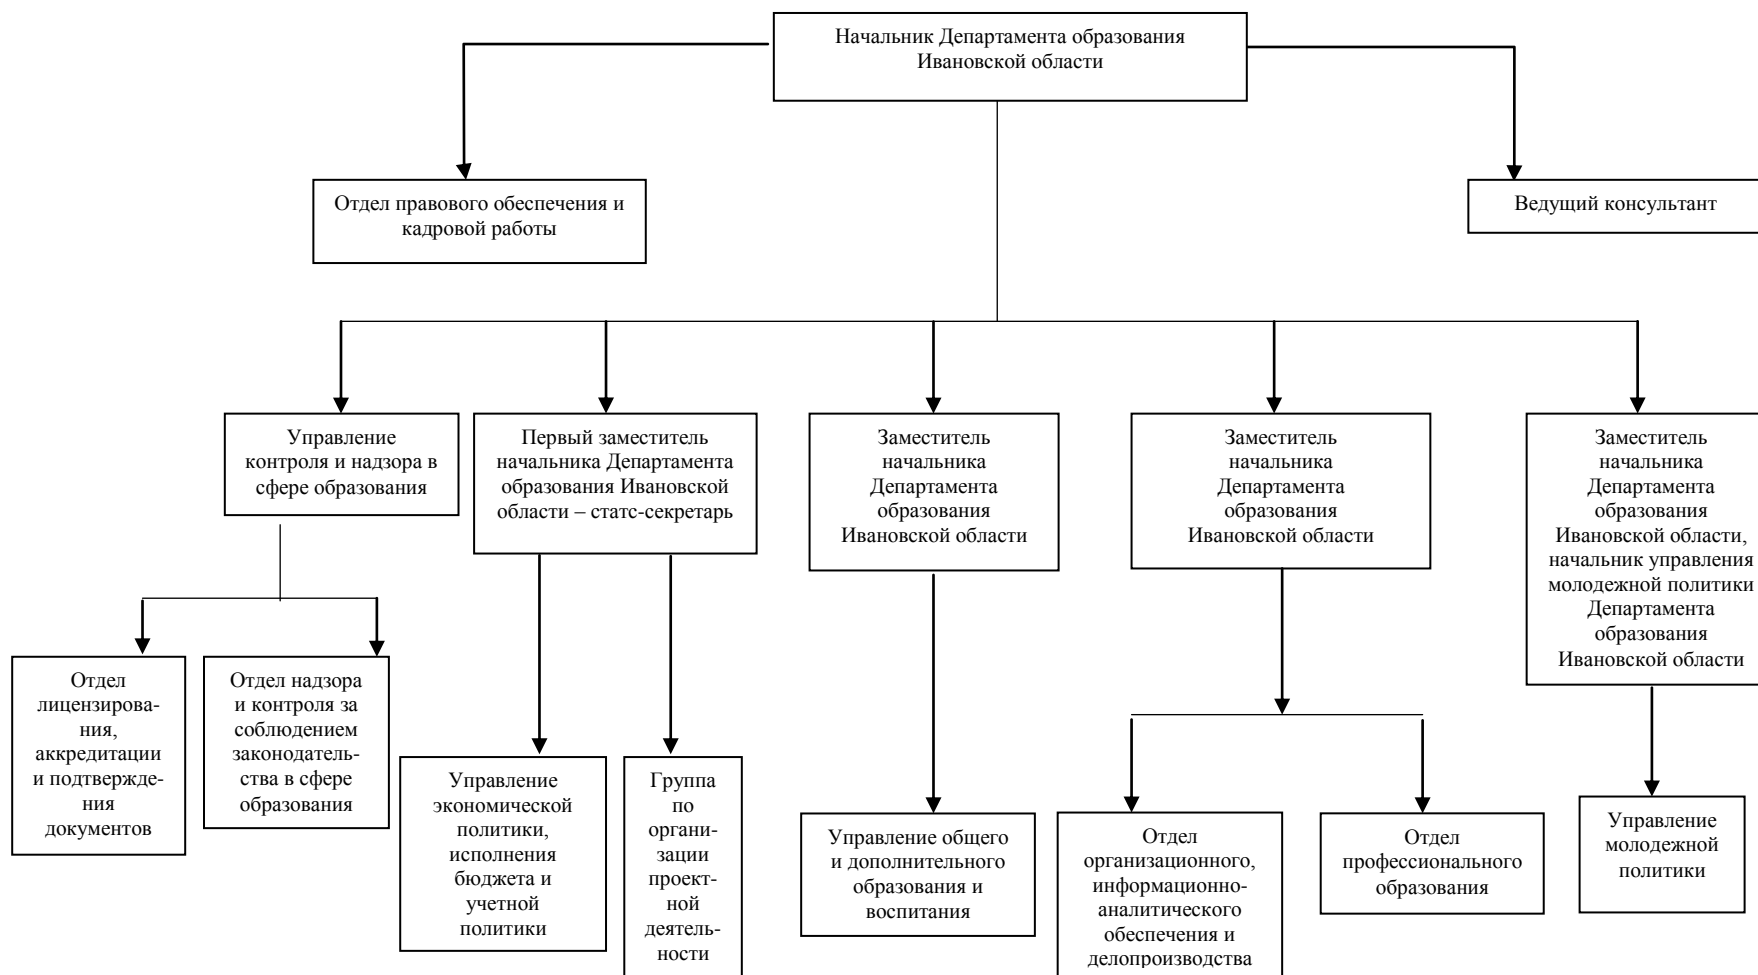 Начальник Департамента образования
Ивановской области
Отдел правового обеспечения и
кадровой работы
Ведущий консультант
Управление
контроля и надзора в
сфере образования
Первый заместитель
начальника Департамента
образования Ивановской
области – статс-секретарь
Заместитель
начальника
Департамента
образования
Ивановской области
Заместитель
начальника
Департамента
образования
Ивановской области
Заместитель
начальника
Департамента
образования
Ивановской области,
начальник управления
молодежной политики
Департамента
образования
Ивановской области
Отдел
лицензирова-
ния,
аккредитации
и подтвержде-
ния
документов
Отдел надзора
и контроля за
соблюдением
законодатель-
ства в сфере
образования
Управление
экономической
политики,
исполнения
бюджета и
учетной
политики
Группа
по
органи-
зации
проект-
ной
деятель-
ности
Управление общего
и дополнительного
образования и
воспитания
Отдел
организационного,
информационно-
аналитического
обеспечения и
делопроизводства
Отдел
профессионального
образования
Управление
молодежной
политики